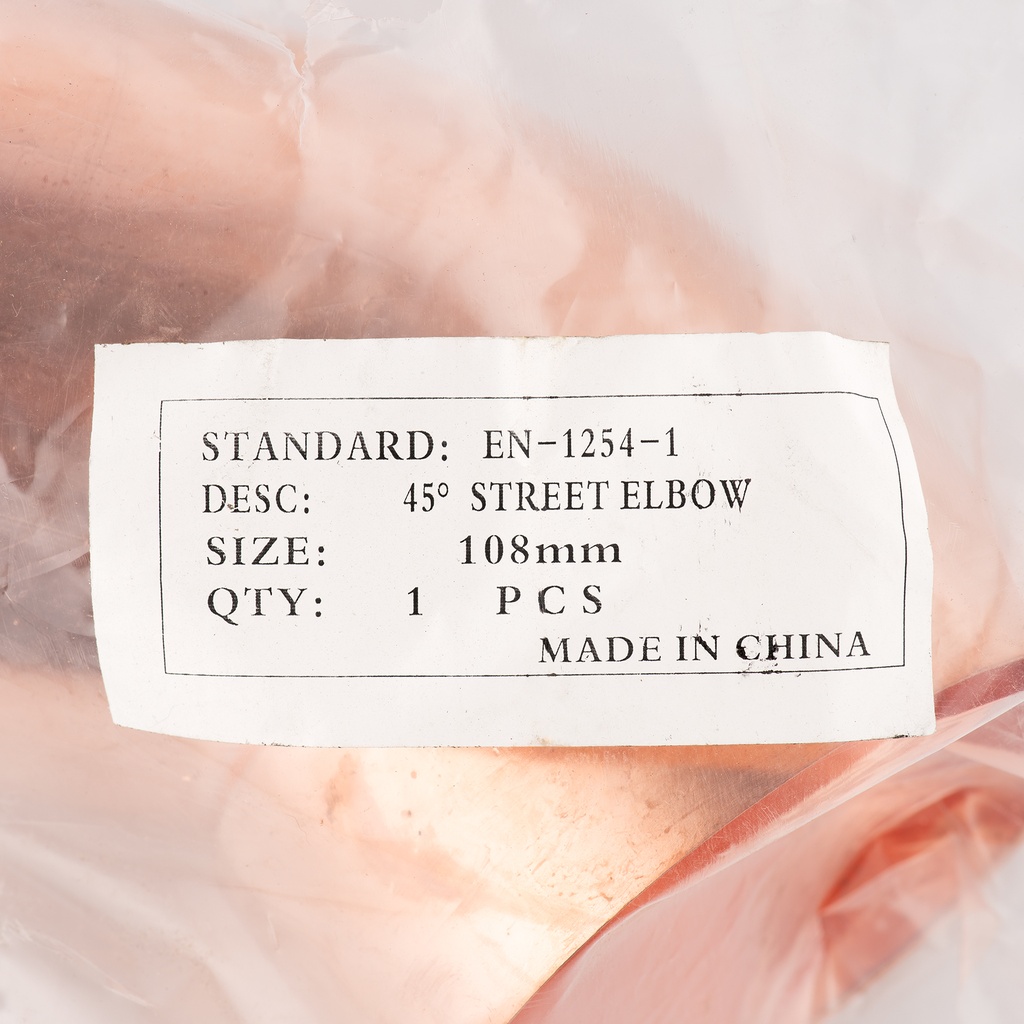 STANDARD: EN-1254-1
DESC: 45° STREET ELBOW
SIZE: 108mm
QTY: 1 PCS
MADE IN CHINA